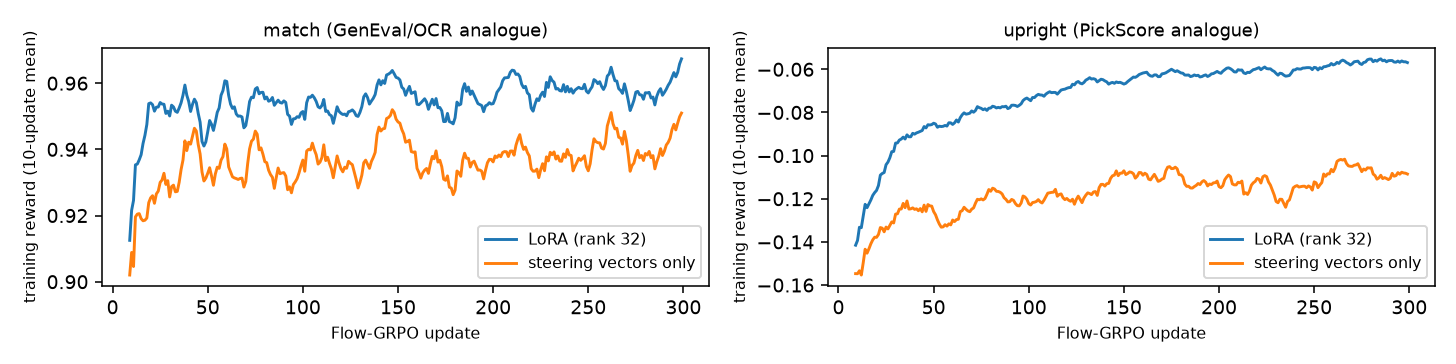 match (GenEval/OCR analogue)
training reward (10-update mean)
0.96
0.94
0.92
0.90
0
50
100
150
200
250
300
Flow-GRPO update
LoRA (rank 32)
steering vectors only
upright (PickScore analogue)
training reward (10-update mean)
−0.06
−0.08
−0.10
−0.12
−0.14
−0.16
0
50
100
150
200
250
300
Flow-GRPO update
LoRA (rank 32)
steering vectors only